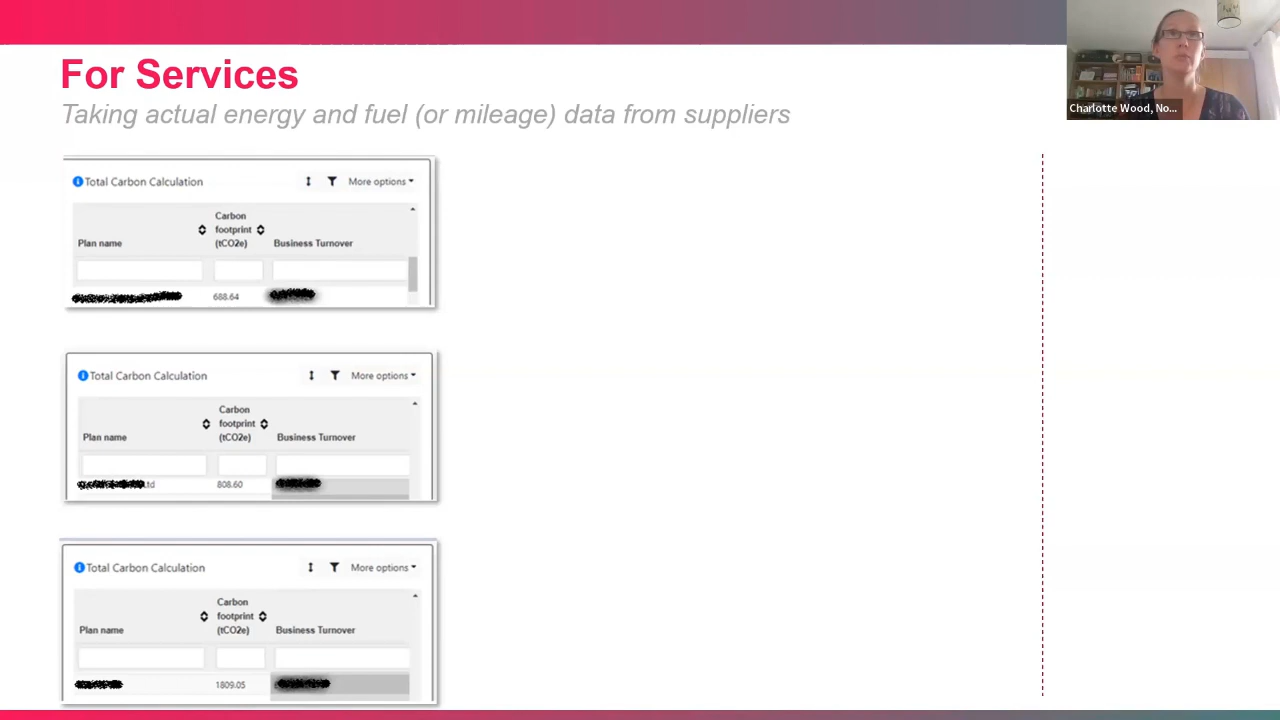 For Services
Taking actual energy and fuel (or mileage) data from suppliers
Charlotte Wood, No...
Total Carbon Calculation
More options
Plan name
Carbon
footprint
(tCO2e)
Business Turnover
688.64
Total Carbon Calculation
More options
Plan name
Carbon
footprint
(tCO2e)
Business Turnover
Ltd
808.60
Total Carbon Calculation
More options
Plan name
Carbon
footprint
(tCO2e)
Business Turnover
1809.05